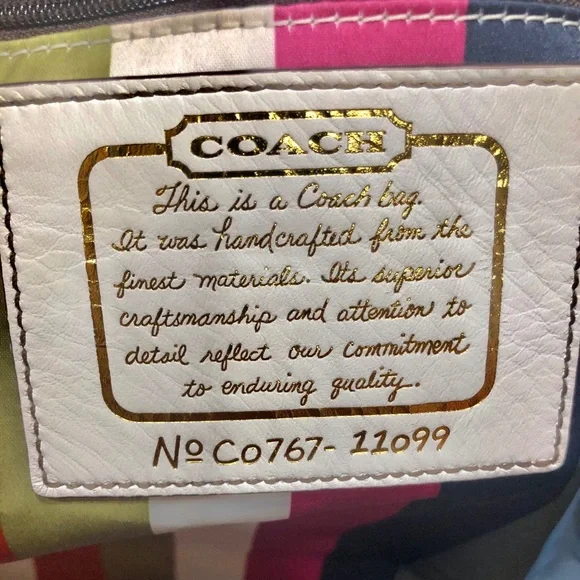 COACH
This is a Coach bag.
It was handcrafted from the
finest materials. Its superior
craftsmanship and attention to
detail reflect our commitment
to enduring quality.
Nº C0767-11099